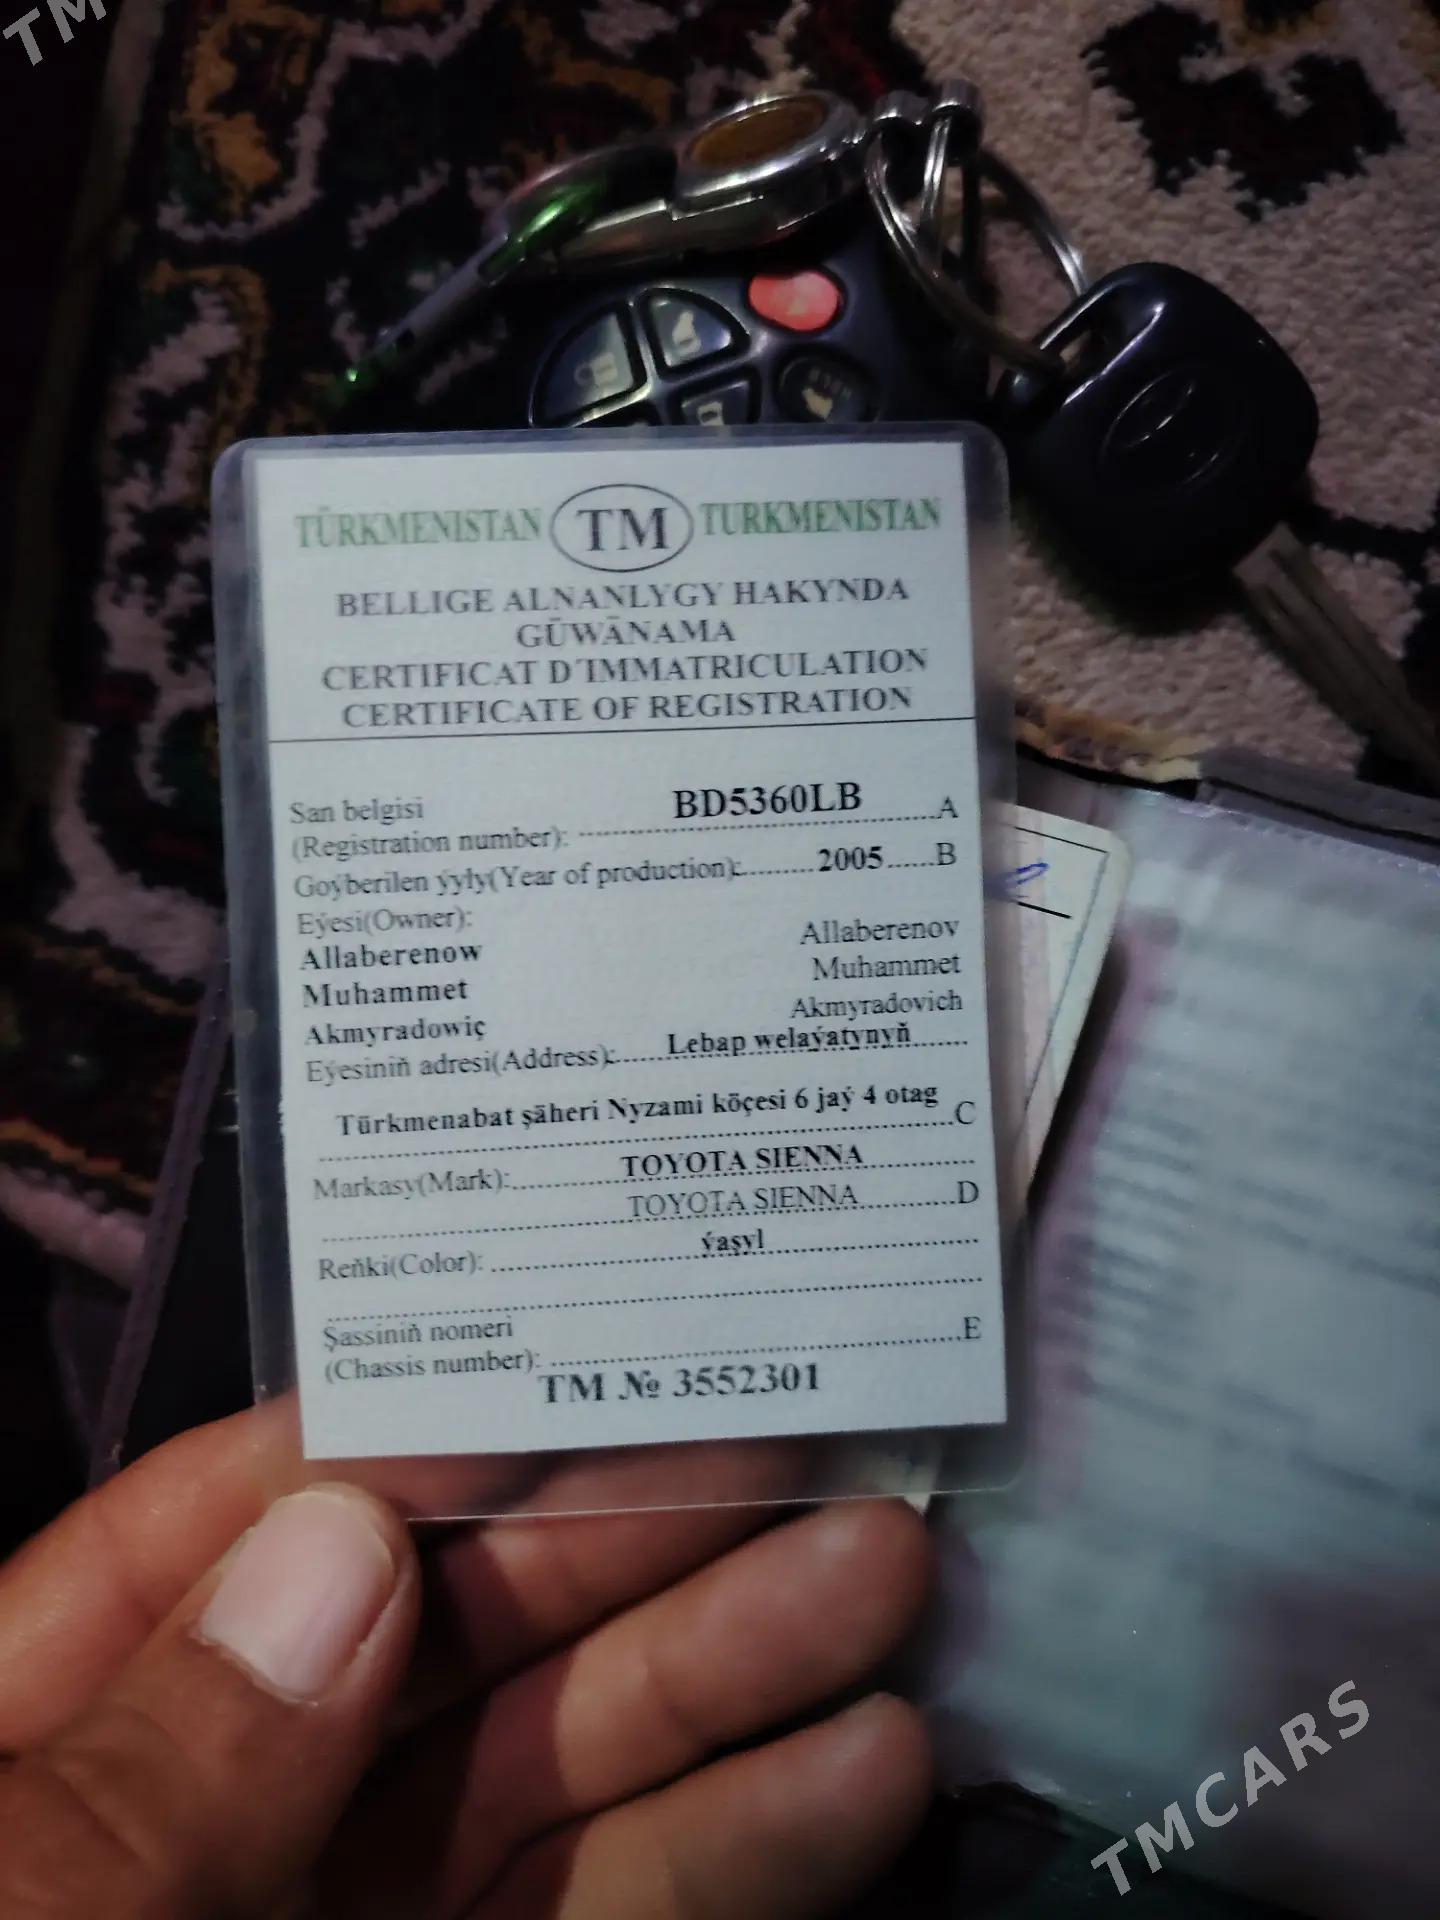 TM
TÜRKMENISTAN TM TURKMENISTAN
BELLIGE ALNANLYGY HAKYNDA
GÜWÄNAMA
CERTIFICAT D'IMMATRICULATION
CERTIFICATE OF REGISTRATION
San belgisi
(Registration number): BD5360LB A
Goýberilen ýyly(Year of production): 2005 B
Eýesi(Owner):
Allaberenow Allaberenov
Muhammet Muhammet
Akmyradowiç Akmyradovich
Eýesiniň adresi(Address): Lebap welaýatynyň
Türkmenabat şäheri Nyzami köçesi 6 jaý 4 otag C
Markasy(Mark): TOYOTA SIENNA
TOYOTA SIENNA D
Reňki(Color): ýaşyl
Şassiniň nomeri
(Chassis number): E
TM № 3552301
TMCARS